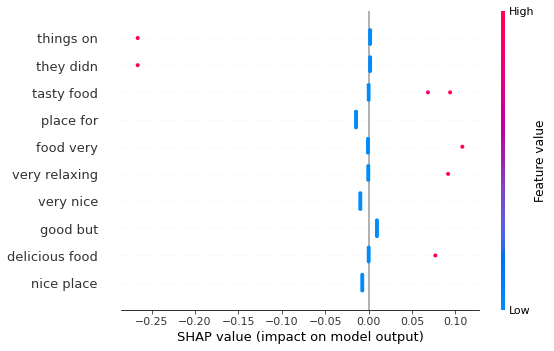 High
things on
they didn
tasty food
place for
food very
very relaxing
very nice
good but
delicious food
nice place
Feature value
Low
−0.25 −0.20 −0.15 −0.10 −0.05 0.00 0.05 0.10
SHAP value (impact on model output)